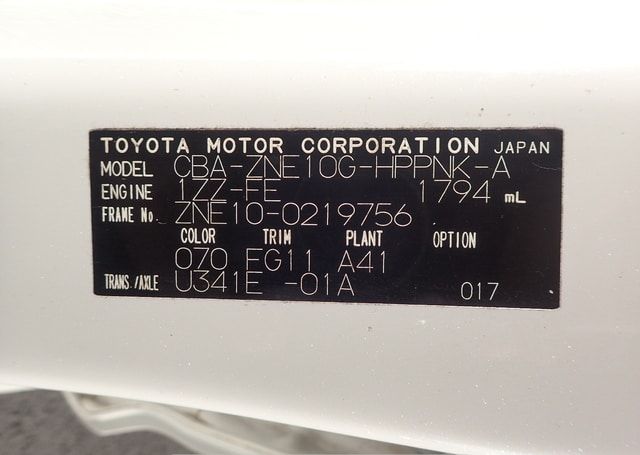 TOYOTA MOTOR CORPORATION JAPAN
MODEL CBA-ZNE10G-HPPNK-A
ENGINE 1ZZ-FE 1794 mL
FRAME No. ZNE10-0219756
COLOR TRIM PLANT OPTION
070 FG11 A41
TRANS./AXLE U341E -01A 017